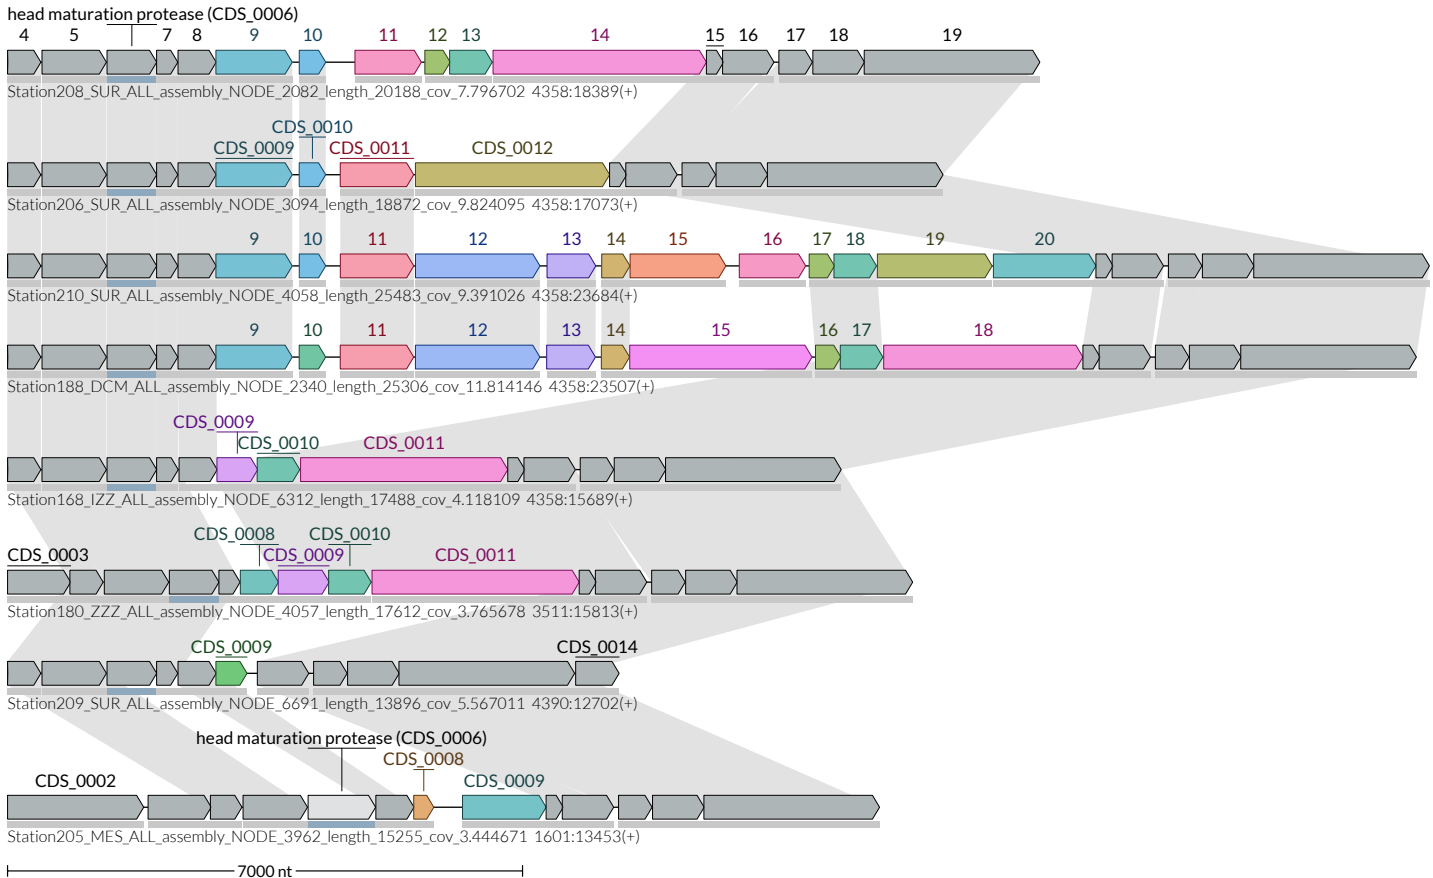 head maturation protease (CDS_0006)
4 5 7 8 9 10 11 12 13 14 15 16 17 18 19
Station208_SUR_ALL_assembly_NODE_2082_length_20188_cov_7.796702 4358:18389(+)
CDS_0010
CDS_0009 CDS_0011 CDS_0012
Station206_SUR_ALL_assembly_NODE_3094_length_18872_cov_9.824095 4358:17073(+)
9 10 11 12 13 14 15 16 17 18 19 20
Station210_SUR_ALL_assembly_NODE_4058_length_25483_cov_9.391026 4358:23684(+)
9 10 11 12 13 14 15 16 17 18
Station188_DCM_ALL_assembly_NODE_2340_length_25306_cov_11.814146 4358:23507(+)
CDS_0009
CDS_0010 CDS_0011
Station168_IZZ_ALL_assembly_NODE_6312_length_17488_cov_4.118109 4358:15689(+)
CDS_0008 CDS_0010
CDS_0003 CDS_0009 CDS_0011
Station180_ZZZ_ALL_assembly_NODE_4057_length_17612_cov_3.765678 3511:15813(+)
CDS_0009 CDS_0014
Station209_SUR_ALL_assembly_NODE_6691_length_13896_cov_5.567011 4390:12702(+)
head maturation protease (CDS_0006)
CDS_0008
CDS_0002 CDS_0009
Station205_MES_ALL_assembly_NODE_3962_length_15255_cov_3.444671 1601:13453(+)
7000 nt